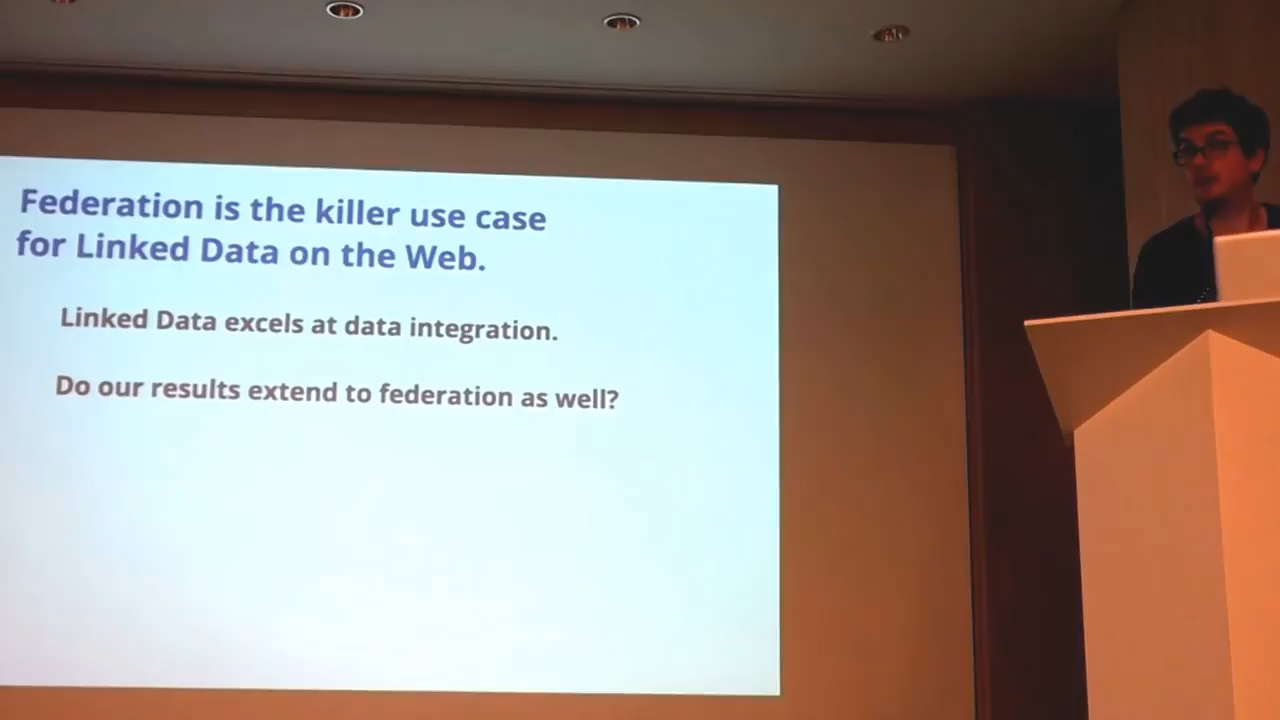 Federation is the killer use case
for Linked Data on the Web.
Linked Data excels at data integration.
Do our results extend to federation as well?